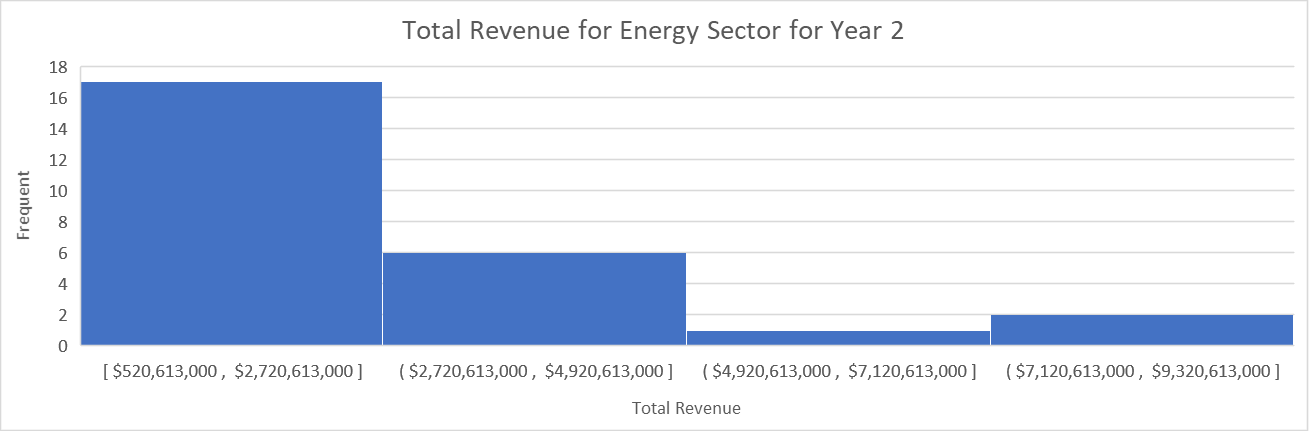 Total Revenue for Energy Sector for Year 2
Frequent
18
16
14
12
10
8
6
4
2
0
[ $520,613,000 , $2,720,613,000 ]
( $2,720,613,000 , $4,920,613,000 ]
( $4,920,613,000 , $7,120,613,000 ]
( $7,120,613,000 , $9,320,613,000 ]
Total Revenue